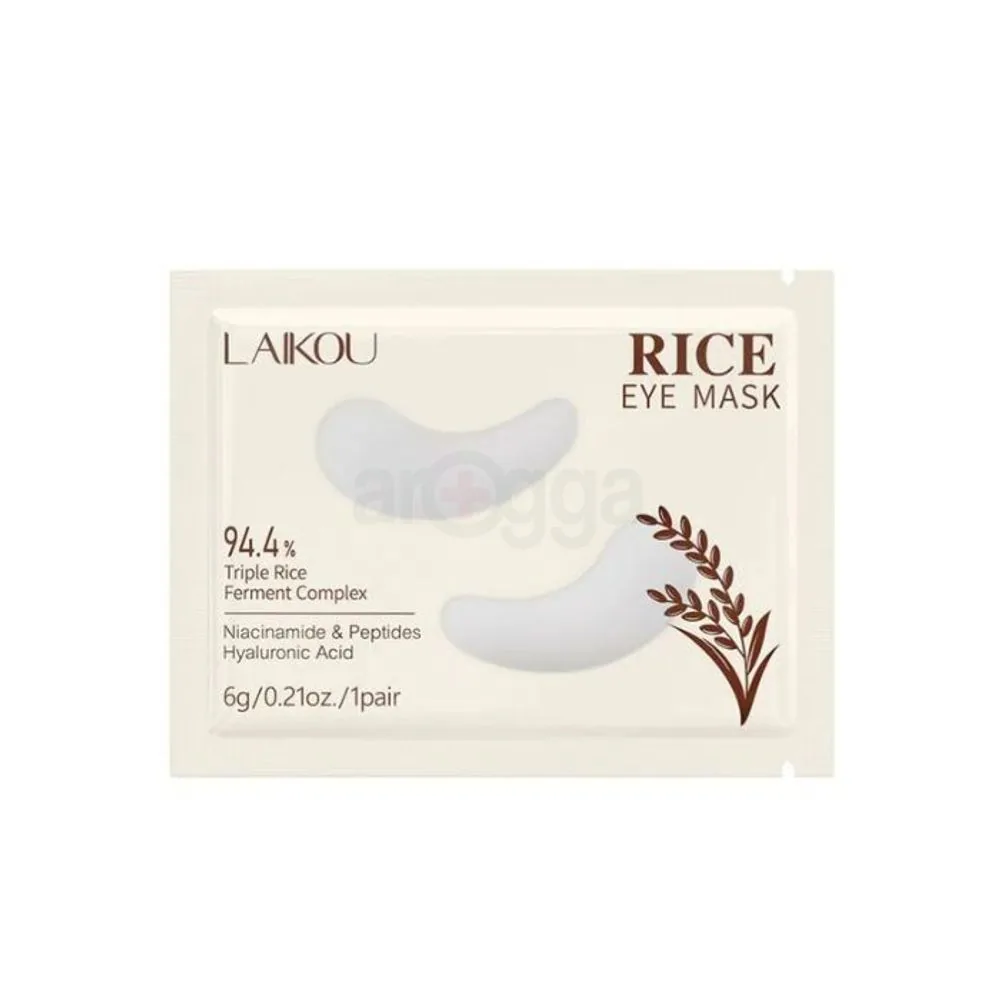 LAIKOU
RICE
EYE MASK
arogga
94.4%
Triple Rice
Ferment Complex
Niacinamide & Peptides
Hyaluronic Acid
6g/0.21oz./1pair